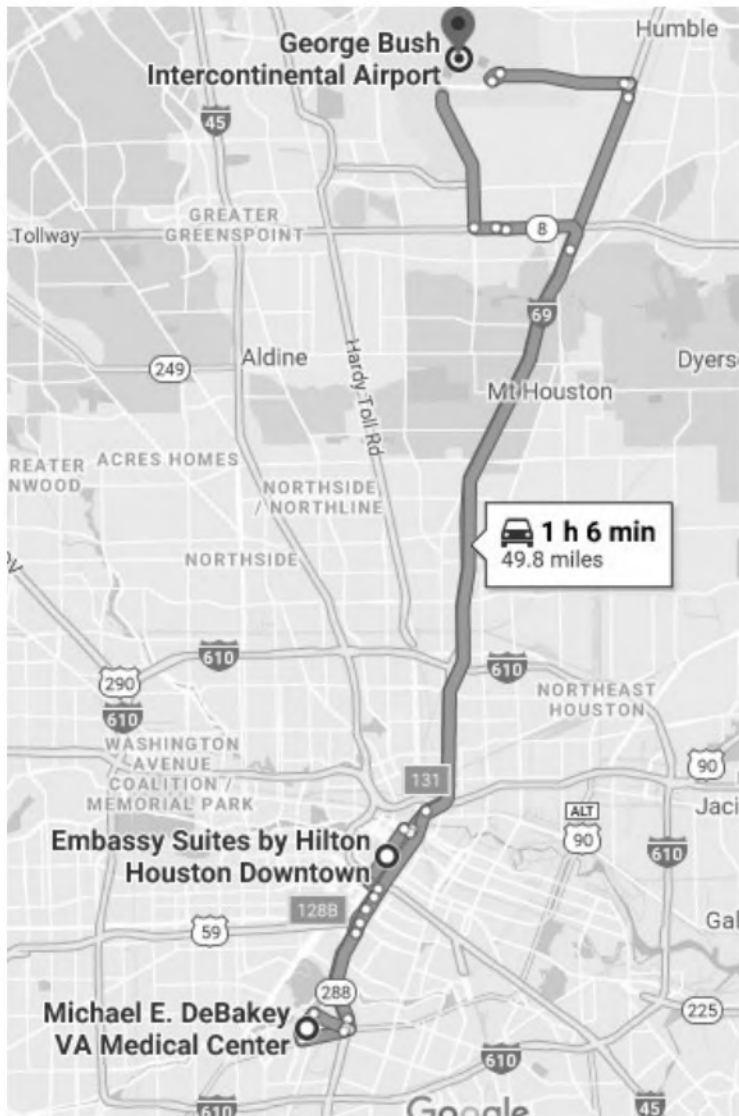 Humble
George Bush
Intercontinental Airport
45
GREATER
GREENSPOINT
Tollway
8
69
249
Aldine
Hardy Toll Rd
Mt Houston
Dyers
REATER
NWOOD
ACRES HOMES
NORTHSIDE
/ NORTHLINE
1 h 6 min
49.8 miles
NORTHSIDE
610
610
290
610
NORTHEAST
HOUSTON
WASHINGTON
AVENUE
COALITION /
MEMORIAL PARK
131
90
Jaci
ALT
90
Embassy Suites by Hilton
Houston Downtown
610
128B
59
Gal
288
Michael E. DeBakey
VA Medical Center
225
610
610
Google
45